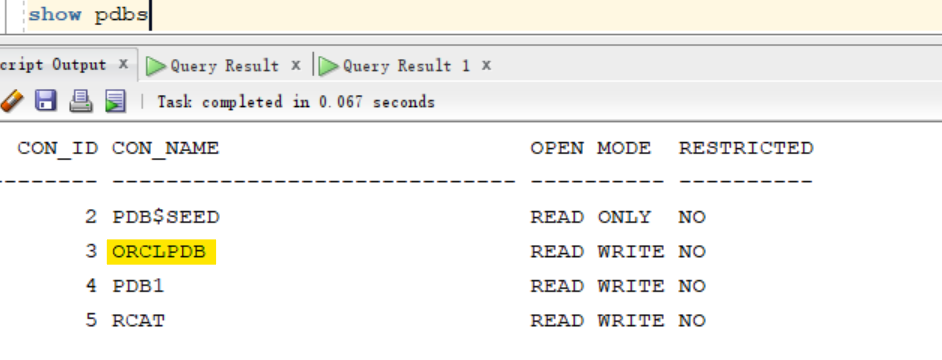 show pdbs
cript Output x Query Result x Query Result 1 x
Task completed in 0.067 seconds
CON_ID CON_NAME OPEN MODE RESTRICTED
-------- ------------------------------ ---------- ----------
2 PDB$SEED READ ONLY NO
3 ORCLPDB READ WRITE NO
4 PDB1 READ WRITE NO
5 RCAT READ WRITE NO